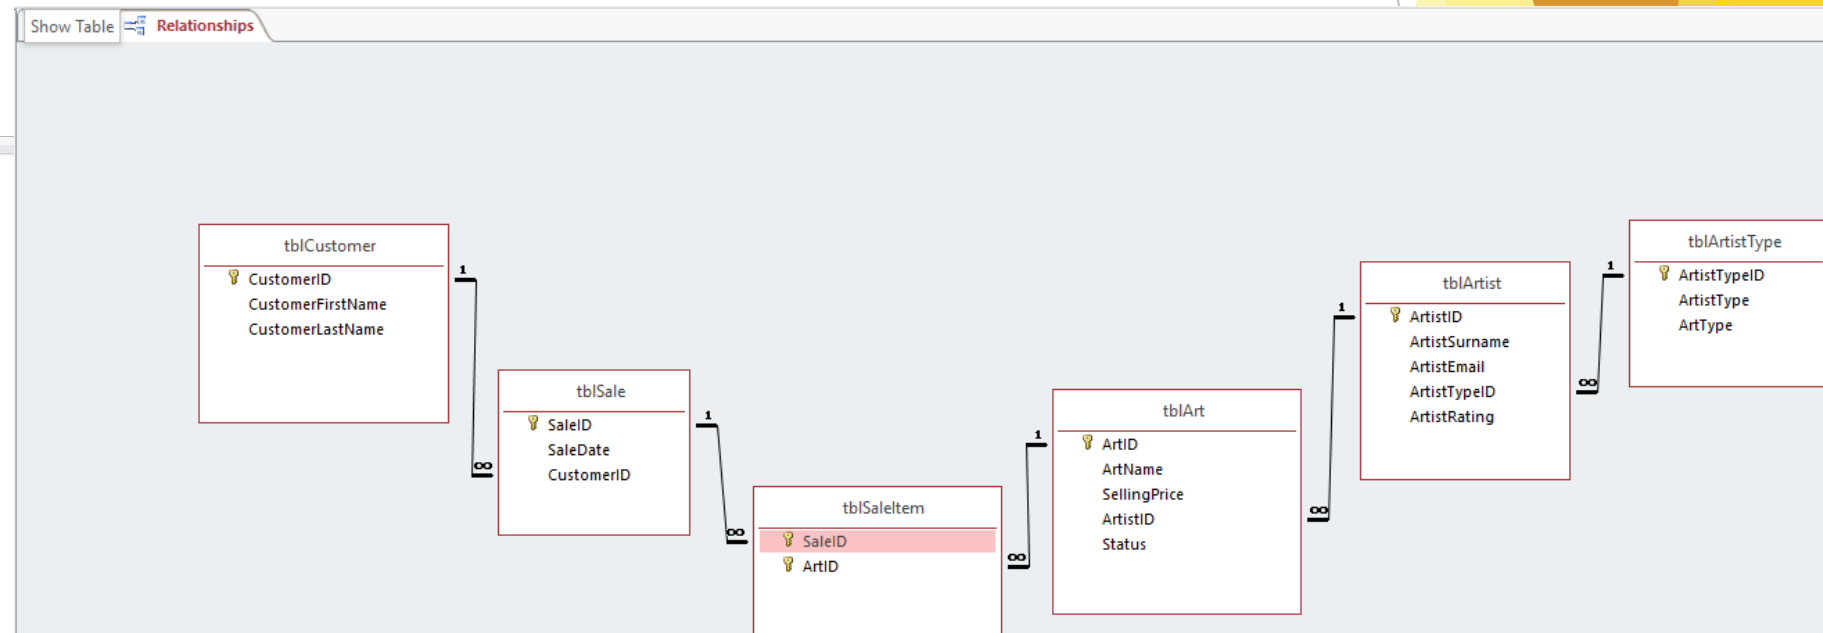 Show Table Relationships
tblCustomer
CustomerID
CustomerFirstName
CustomerLastName
1
∞
tblSale
SaleID
SaleDate
CustomerID
1
∞
tblSaleItem
SaleID
ArtID
1
∞
tblArt
ArtID
ArtName
SellingPrice
ArtistID
Status
1
∞
tblArtist
ArtistID
ArtistSurname
ArtistEmail
ArtistTypeID
ArtistRating
1
∞
tblArtistType
ArtistTypeID
ArtistType
ArtType